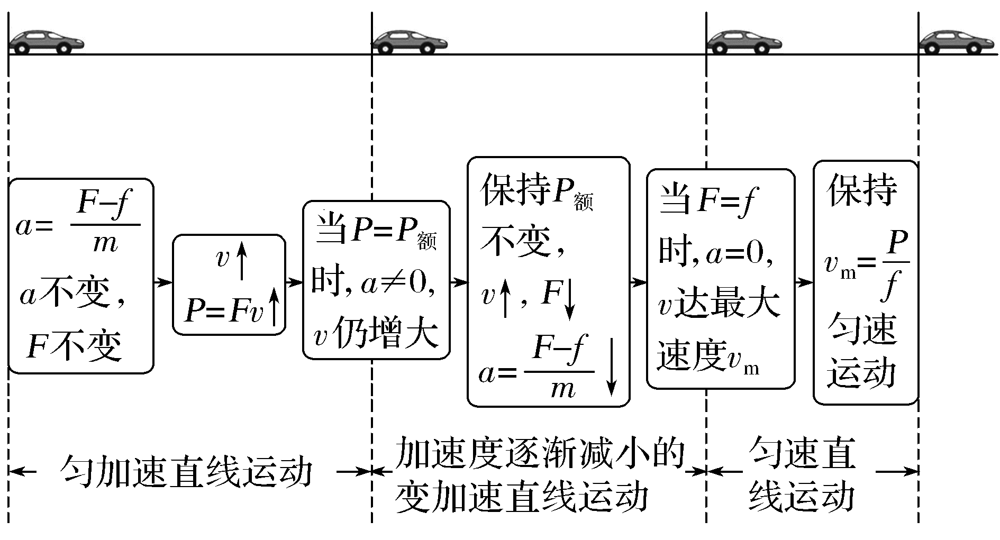 a=\frac{F-f}{m}
a不变,
F不变
v↑
P=Fv↑
当P=P额
时,a≠0,
v仍增大
保持P额
不变,
v↑, F↓
a=\frac{F-f}{m}↓
当F=f
时,a=0,
v达最大
速度vm
保持
vm=\frac{P}{f}
匀速
运动
匀加速直线运动
加速度逐渐减小的
变加速直线运动
匀速直
线运动